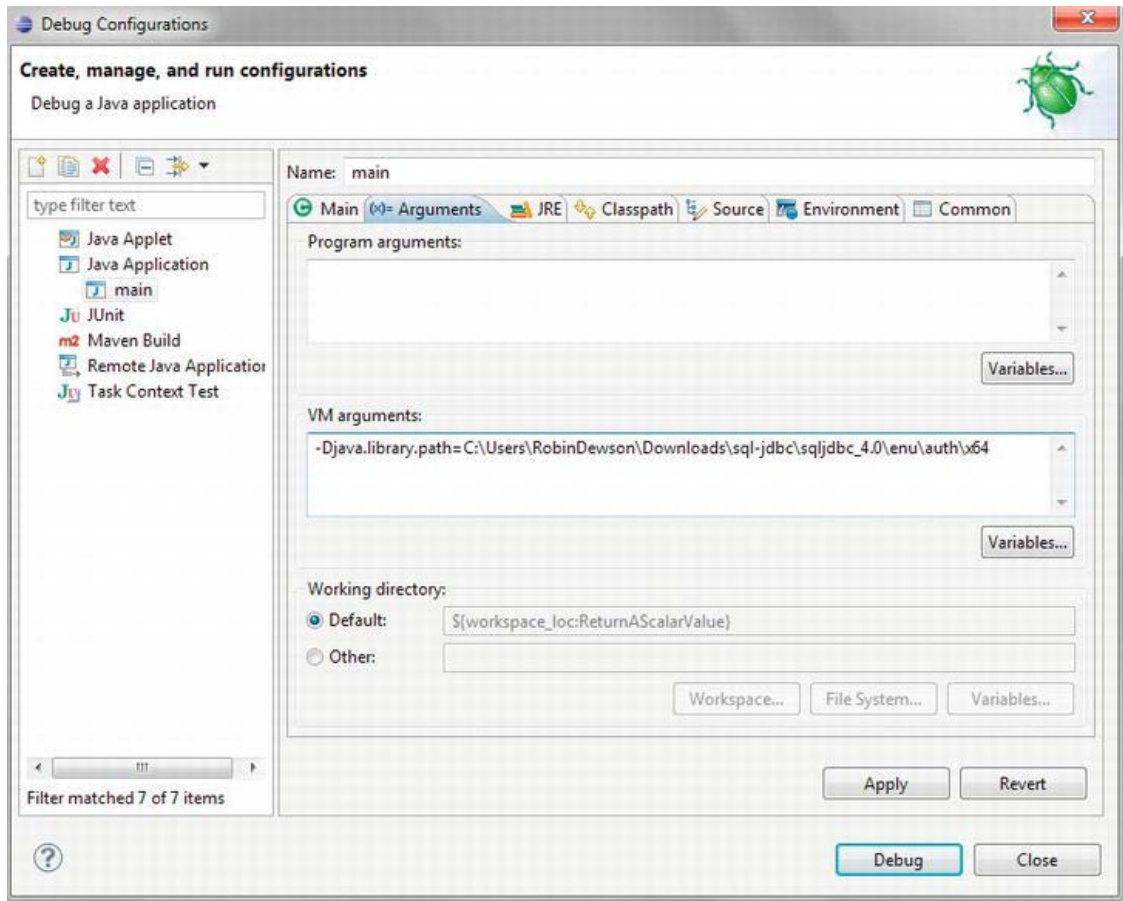 Debug Configurations
Create, manage, and run configurations
Debug a Java application
type filter text
Java Applet
Java Application
main
JUnit
Maven Build
Remote Java Application
Task Context Test
Filter matched 7 of 7 items
Name: main
Main (x)= Arguments JRE Classpath Source Environment Common
Program arguments:
Variables...
VM arguments:
-Djava.library.path=C:\Users\RobinDewson\Downloads\sql-jdbc\sqljdbc_4.0\enu\auth\x64
Variables...
Working directory:
Default: ${workspace_loc:ReturnAScalarValue}
Other:
Workspace... File System... Variables...
Apply Revert
Debug Close